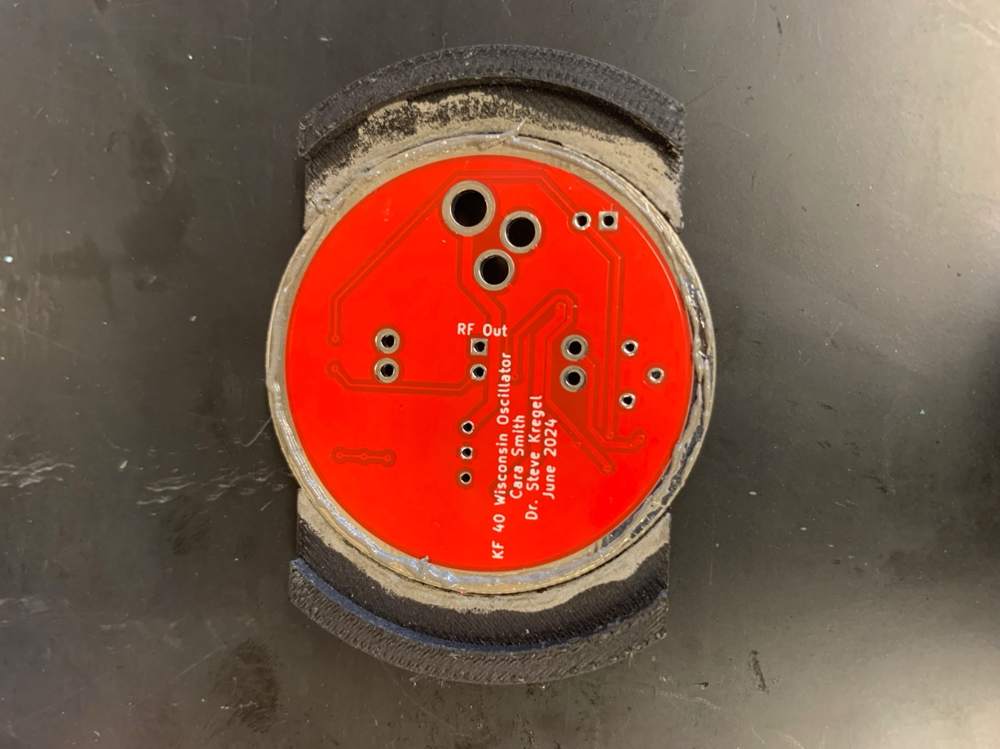 RF Out
KF 40 Wisconsin Oscillator
Cara Smith
Dr. Steve Kregel
June 2024